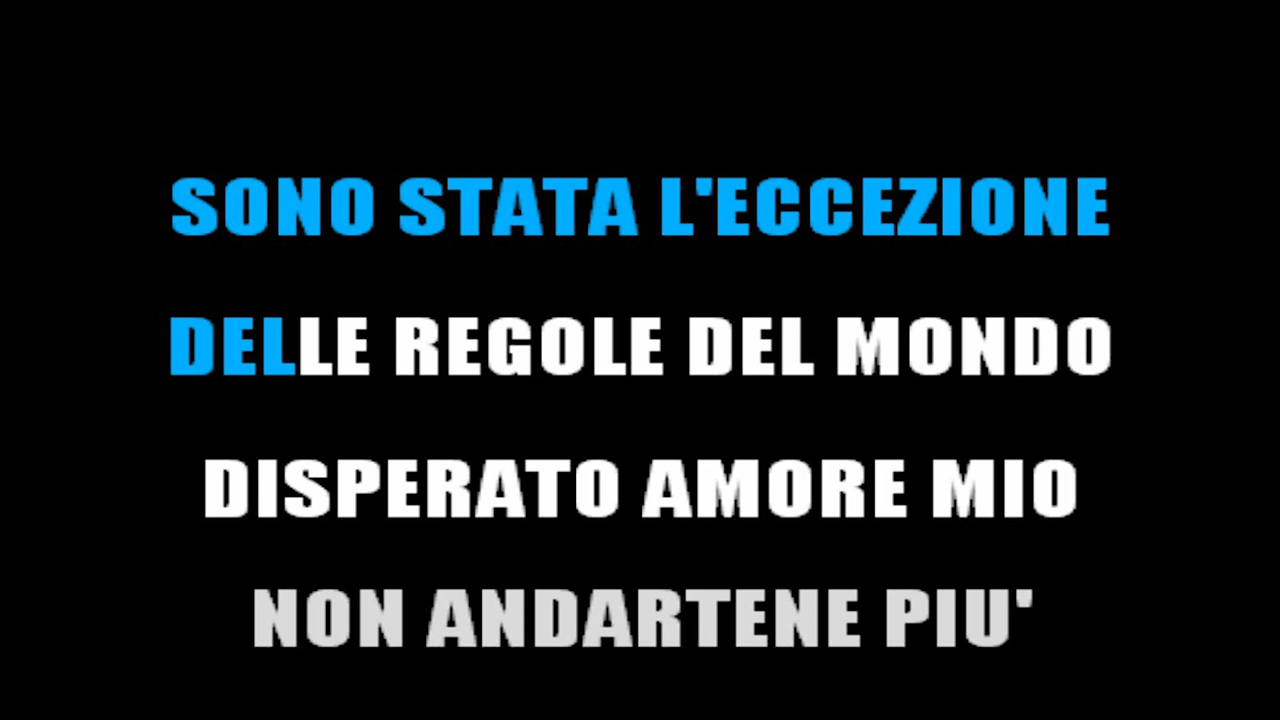 SONO STATA L'ECCEZIONE
DELLE REGOLE DEL MONDO
DISPERATO AMORE MIO
NON ANDARTENE PIU'